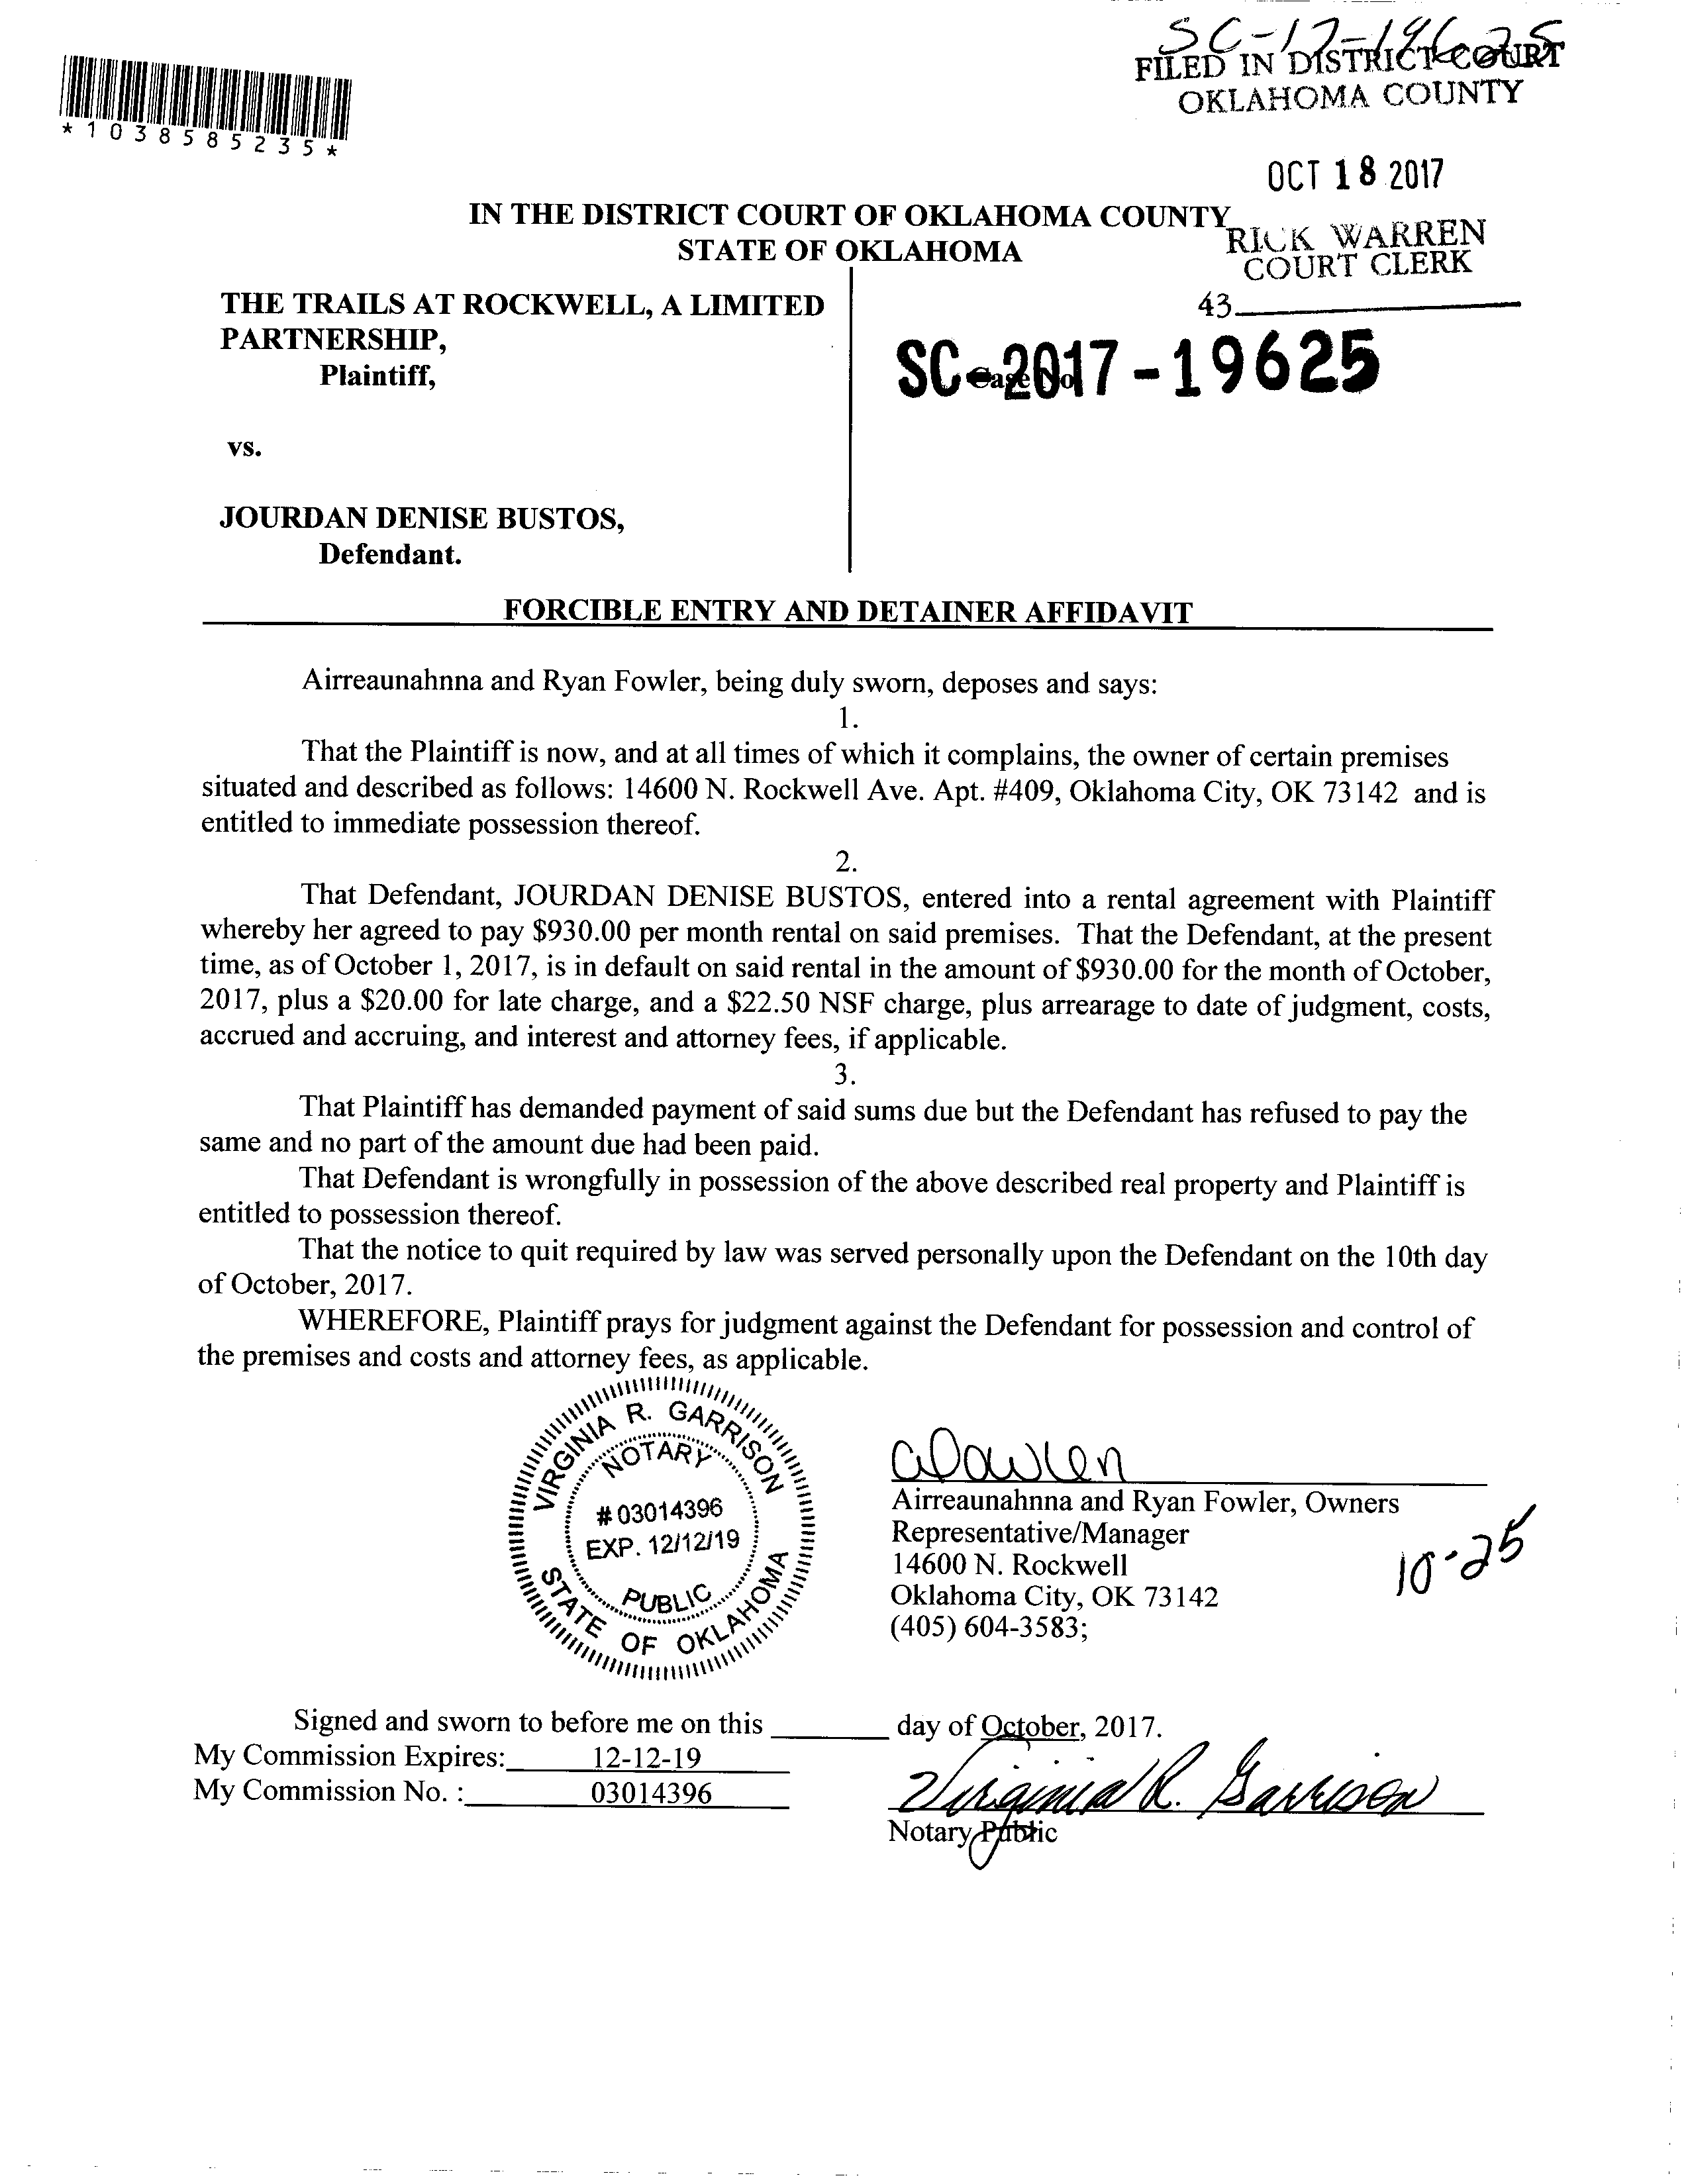 SC-17-19625
FILED IN DISTRICT COURT
OKLAHOMA COUNTY
*1038585235*
OCT 18 2017
IN THE DISTRICT COURT OF OKLAHOMA COUNTY
STATE OF OKLAHOMA
RICK WARREN
COURT CLERK
43
THE TRAILS AT ROCKWELL, A LIMITED
PARTNERSHIP,
Plaintiff,
Case No.
SC-2017-19625
vs.
JOURDAN DENISE BUSTOS,
Defendant.
FORCIBLE ENTRY AND DETAINER AFFIDAVIT
Airreaunahnna and Ryan Fowler, being duly sworn, deposes and says:
1.
That the Plaintiff is now, and at all times of which it complains, the owner of certain premises
situated and described as follows: 14600 N. Rockwell Ave. Apt. #409, Oklahoma City, OK 73142 and is
entitled to immediate possession thereof.
2.
That Defendant, JOURDAN DENISE BUSTOS, entered into a rental agreement with Plaintiff
whereby her agreed to pay $930.00 per month rental on said premises. That the Defendant, at the present
time, as of October 1, 2017, is in default on said rental in the amount of $930.00 for the month of October,
2017, plus a $20.00 for late charge, and a $22.50 NSF charge, plus arrearage to date of judgment, costs,
accrued and accruing, and interest and attorney fees, if applicable.
3.
That Plaintiff has demanded payment of said sums due but the Defendant has refused to pay the
same and no part of the amount due had been paid.
That Defendant is wrongfully in possession of the above described real property and Plaintiff is
entitled to possession thereof.
That the notice to quit required by law was served personally upon the Defendant on the 10th day
of October, 2017.
WHEREFORE, Plaintiff prays for judgment against the Defendant for possession and control of
the premises and costs and attorney fees, as applicable.
VIRGINIA R. GARRISON
NOTARY
# 03014396
EXP. 12/12/19
PUBLIC
STATE OF OKLAHOMA
Airreaunahnna and Ryan Fowler, Owners
Representative/Manager
14600 N. Rockwell
Oklahoma City, OK 73142
(405) 604-3583;
10-25
Signed and sworn to before me on this ________ day of October, 2017.
My Commission Expires: 12-12-19
My Commission No. : 03014396
Virginia R. Garrison
Notary Public